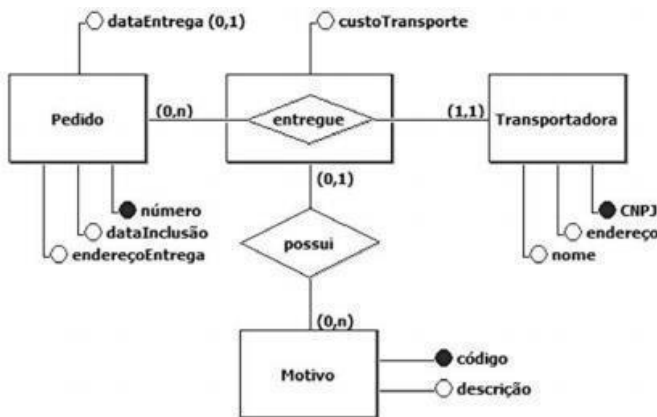 dataEntrega (0,1)
custoTransporte
Pedido
(0,n)
entregue
(1,1)
Transportadora
(0,1)
número
dataInclusão
endereçoEntrega
CNPJ
endereço
nome
possui
(0,n)
Motivo
código
descrição